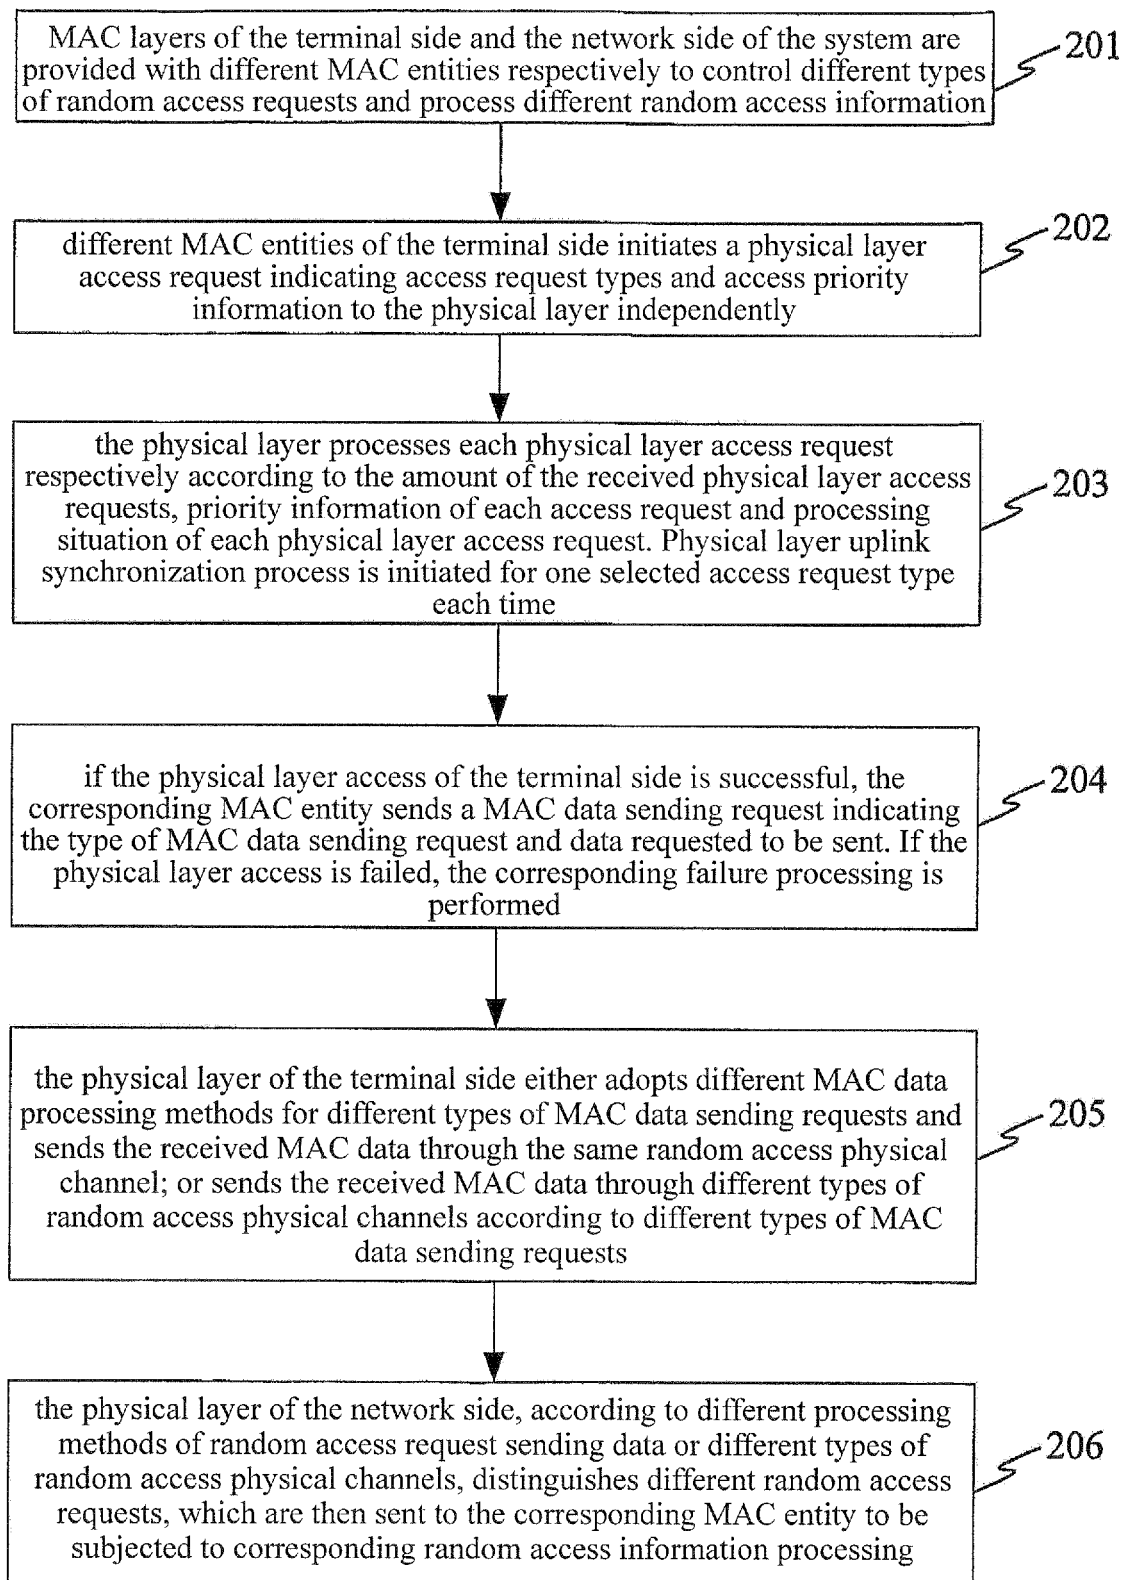 MAC layers of the terminal side and the network side of the system are
provided with different MAC entities respectively to control different types
of random access requests and process different random access information
201
different MAC entities of the terminal side initiates a physical layer
access request indicating access request types and access priority
information to the physical layer independently
202
the physical layer processes each physical layer access request
respectively according to the amount of the received physical layer access
requests, priority information of each access request and processing
situation of each physical layer access request. Physical layer uplink
synchronization process is initiated for one selected access request type
each time
203
if the physical layer access of the terminal side is successful, the
corresponding MAC entity sends a MAC data sending request indicating
the type of MAC data sending request and data requested to be sent. If the
physical layer access is failed, the corresponding failure processing is
performed
204
the physical layer of the terminal side either adopts different MAC data
processing methods for different types of MAC data sending requests and
sends the received MAC data through the same random access physical
channel; or sends the received MAC data through different types of
random access physical channels according to different types of MAC
data sending requests
205
the physical layer of the network side, according to different processing
methods of random access request sending data or different types of
random access physical channels, distinguishes different random access
requests, which are then sent to the corresponding MAC entity to be
subjected to corresponding random access information processing
206